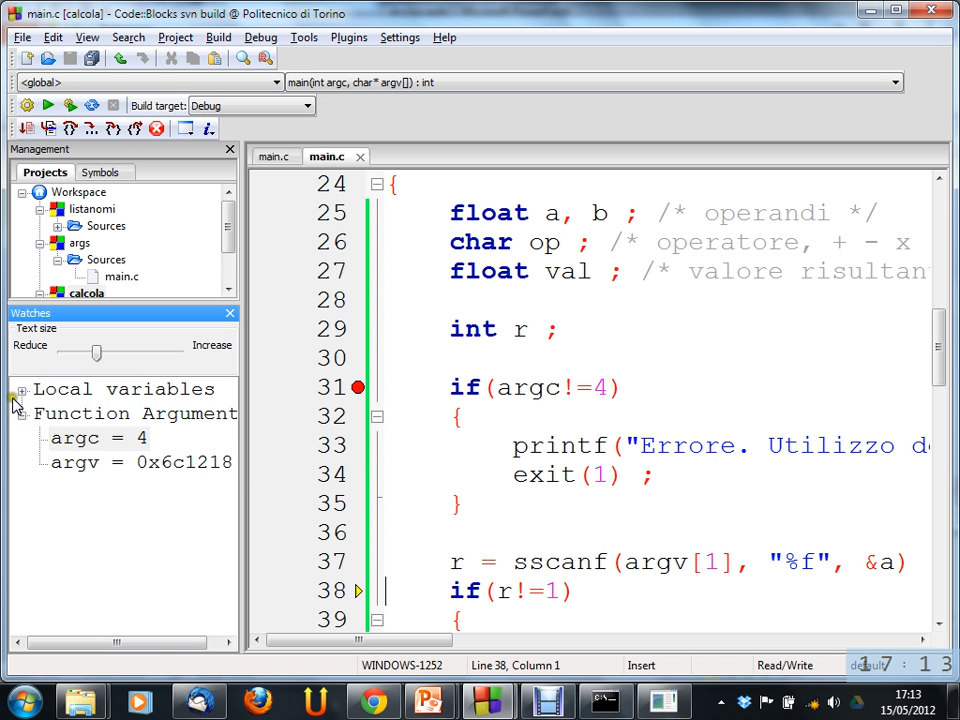 main.c [calcola] - Code::Blocks svn build @ Politecnico di Torino
File Edit View Search Project Build Debug Tools Plugins Settings Help
<global> main(int argc, char* argv[]) : int
Build target: Debug
Management
Projects Symbols
Workspace
listanomi
Sources
args
Sources
main.c
calcola
Watches
Text size
Reduce Increase
Local variables
Function Argument
argc = 4
argv = 0x6c1218
main.c main.c
24 {
25 float a, b ; /* operandi */
26 char op ; /* operatore, + - x
27 float val ; /* valore risultan
28
29 int r ;
30
31 if(argc!=4)
32 {
33 printf("Errore. Utilizzo d
34 exit(1) ;
35 }
36
37 r = sscanf(argv[1], "%f", &a)
38 if(r!=1)
39 {
WINDOWS-1252 Line 38, Column 1 Insert Read/Write default
17:13
17:13
15/05/2012